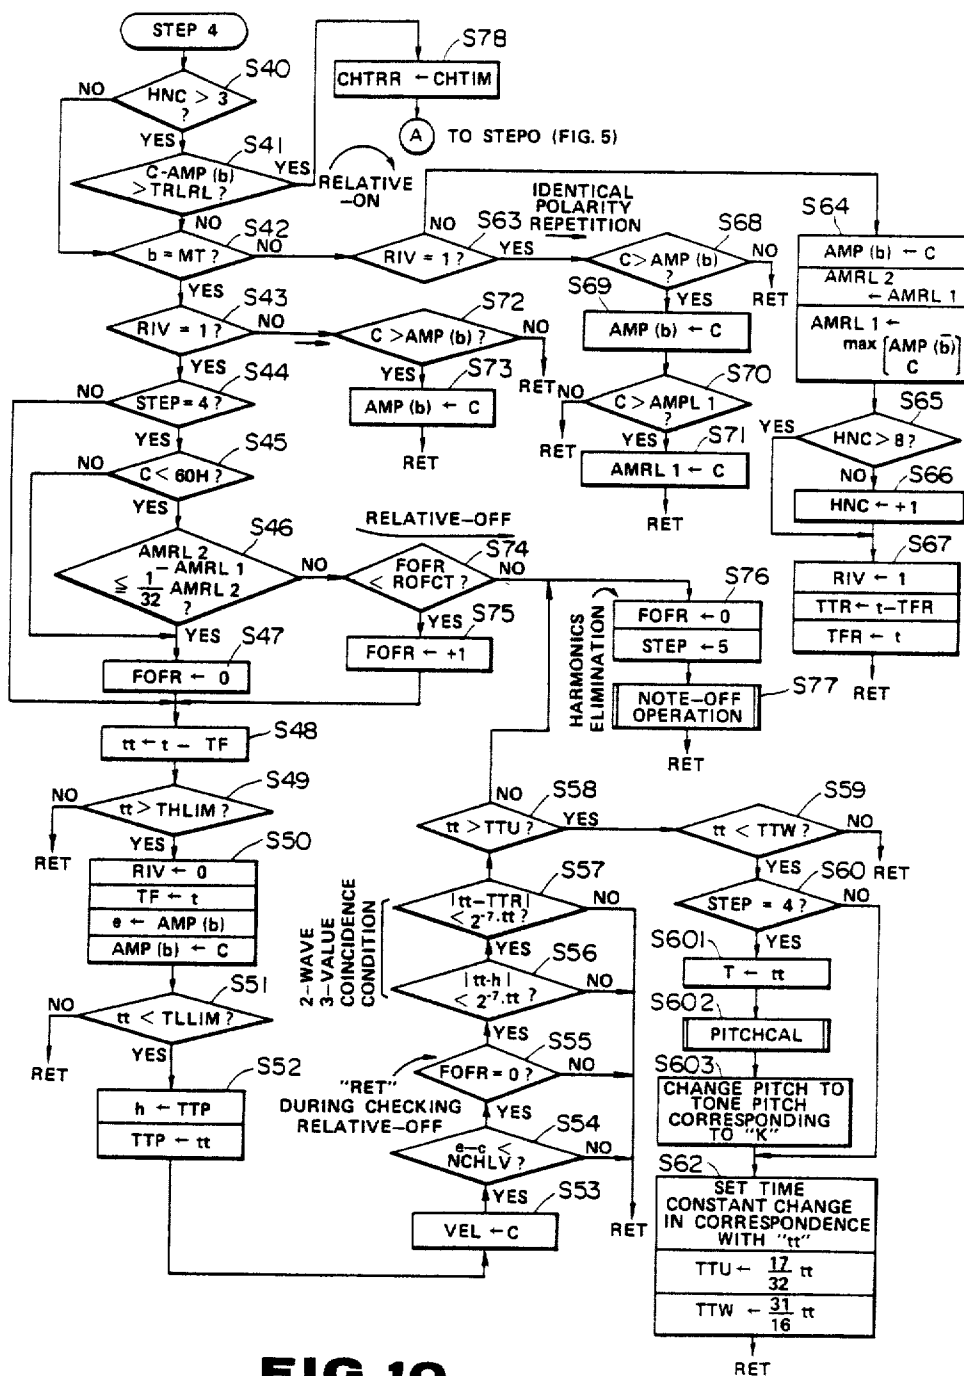 STEP 4
S40
HNC > 3
?
NO
YES
S41
C-AMP (b)
> TRLRL ?
YES
NO
S78
CHTRR ← CHTIM
A TO STEPO (FIG. 5)
RELATIVE
-ON
S42
b = MT ?
NO
YES
S63
RIV = 1 ?
NO
YES
IDENTICAL
POLARITY
REPETITION
S68
C > AMP (b)
?
NO
RET
YES
S69
AMP (b) ← C
S70
C > AMPL 1
?
NO
RET
YES
S71
AMRL 1 ← C
RET
S64
AMP (b) ← C
AMRL 2
← AMRL 1
AMRL 1 ←
max [AMP (b̄)
C]
S65
HNC > 8 ?
YES
NO
S66
HNC ← +1
S67
RIV ← 1
TTR ← t-TFR
TFR ← t
RET
S43
RIV = 1 ?
NO
YES
S72
C > AMP (b) ?
NO
RET
YES
S73
AMP (b) ← C
RET
S44
STEP = 4 ?
NO
YES
S45
C < 60H ?
NO
YES
S46
AMRL 2
- AMRL 1
≦ 1/32 AMRL 2
?
NO
YES
RELATIVE-OFF
S74
FOFR
< ROFCT ?
NO
YES
S75
FOFR ← +1
S76
FOFR ← 0
STEP ← 5
S77
NOTE-OFF
OPERATION
RET
HARMONICS
ELIMINATION
S47
FOFR ← 0
S48
tt ← t - TF
S49
tt > THLIM ?
NO
RET
YES
S50
RIV ← 0
TF ← t
e ← AMP (b)
AMP (b) ← C
S51
tt < TLLIM ?
NO
RET
YES
S52
h ← TTP
TTP ← tt
S53
VEL ← C
S54
e-c <
NCHLV ?
NO
YES
S55
FOFR = 0 ?
NO
YES
"RET"
DURING CHECKING
RELATIVE-OFF
S56
|tt-h|
< 2⁻⁷.tt ?
NO
YES
S57
|tt-TTR|
< 2⁻⁷.tt ?
NO
RET
2-WAVE
3-VALUE
COINCIDENCE
CONDITION
S58
tt > TTU ?
NO
YES
S59
tt < TTW ?
NO
RET
YES
S60
STEP = 4 ?
NO
YES
S601
T ← tt
S602
PITCHCAL
S603
CHANGE PITCH TO
TONE PITCH
CORRESPONDING
TO "K"
S62
SET TIME
CONSTANT CHANGE
IN CORRESPONDENCE
WITH "tt"
TTU ← 17/32 tt
TTW ← 31/16 tt
RET
FIG.10